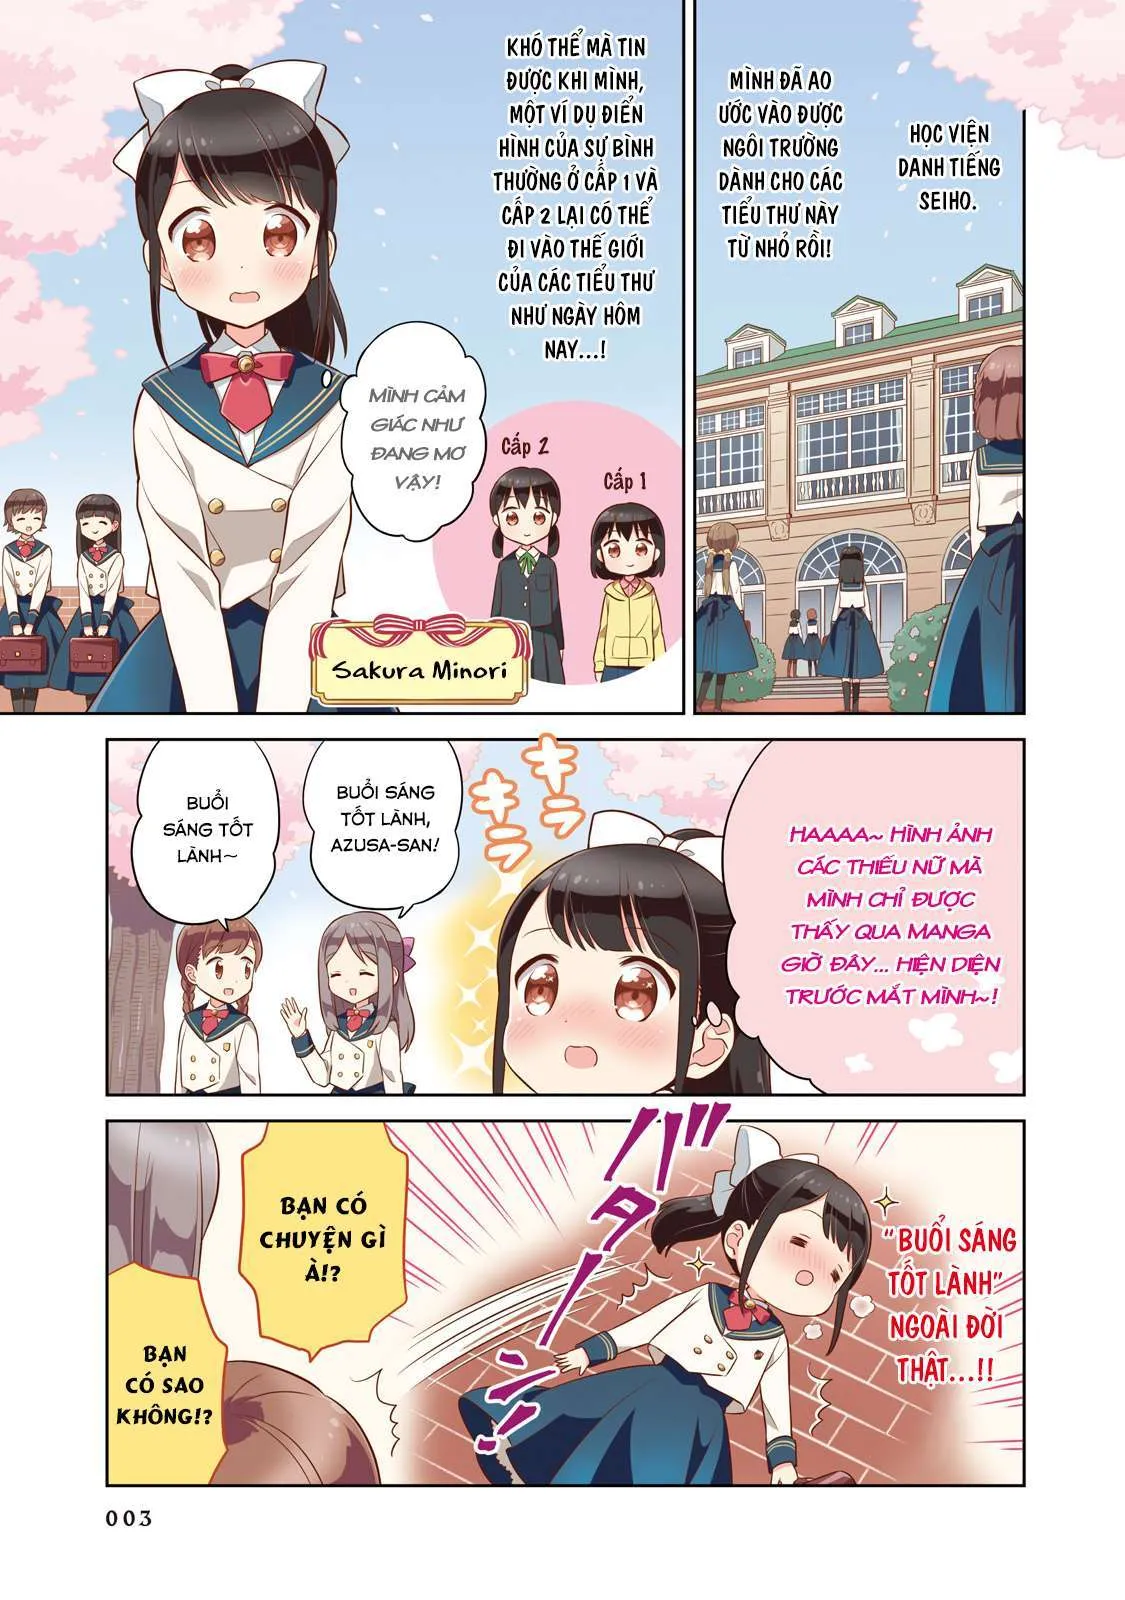 HỌC VIỆN
DANH TIẾNG
SEIHO.
MÌNH ĐÃ AO
ƯỚC VÀO ĐƯỢC
NGÔI TRƯỜNG
DÀNH CHO CÁC
TIỂU THƯ NÀY
TỪ NHỎ RỒI!
KHÓ THỂ MÀ TIN
ĐƯỢC KHI MÌNH,
MỘT VÍ DỤ ĐIỂN
HÌNH CỦA SỰ BÌNH
THƯỜNG Ở CẤP 1 VÀ
CẤP 2 LẠI CÓ THỂ
ĐI VÀO THẾ GIỚI
CỦA CÁC TIỂU THƯ
NHƯ NGÀY HÔM
NAY...!
Cấp 1
Cấp 2
MÌNH CẢM
GIÁC NHƯ
ĐANG MƠ
VẬY!
Sakura Minori
HAAAA~ HÌNH ẢNH
CÁC THIẾU NỮ MÀ
MÌNH CHỈ ĐƯỢC
THẤY QUA MANGA
GIỜ ĐÂY... HIỆN DIỆN
TRƯỚC MẮT MÌNH~!
キラ
キラ
BUỔI SÁNG
TỐT LÀNH,
AZUSA-SAN!
BUỔI
SÁNG TỐT
LÀNH~
"BUỔI SÁNG
TỐT LÀNH"
NGOÀI ĐỜI
THẬT...!!
バターン
BẠN CÓ
CHUYỆN GÌ
À!?
BẠN
CÓ SAO
KHÔNG!?
003